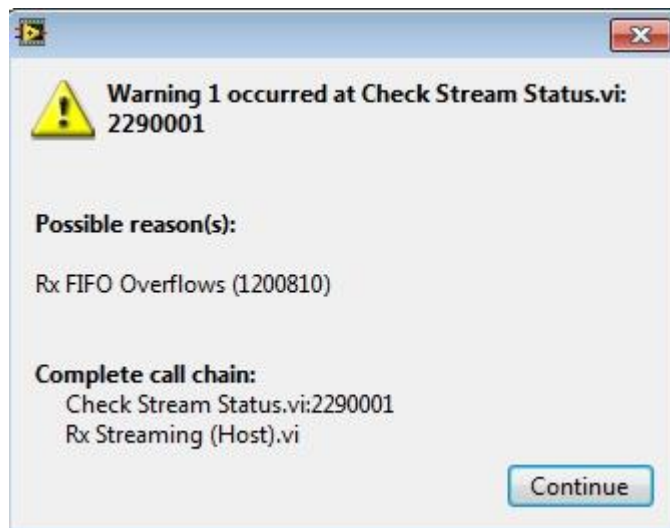 Warning 1 occurred at Check Stream Status.vi:
2290001
Possible reason(s):
Rx FIFO Overflows (1200810)
Complete call chain:
Check Stream Status.vi:2290001
Rx Streaming (Host).vi
Continue